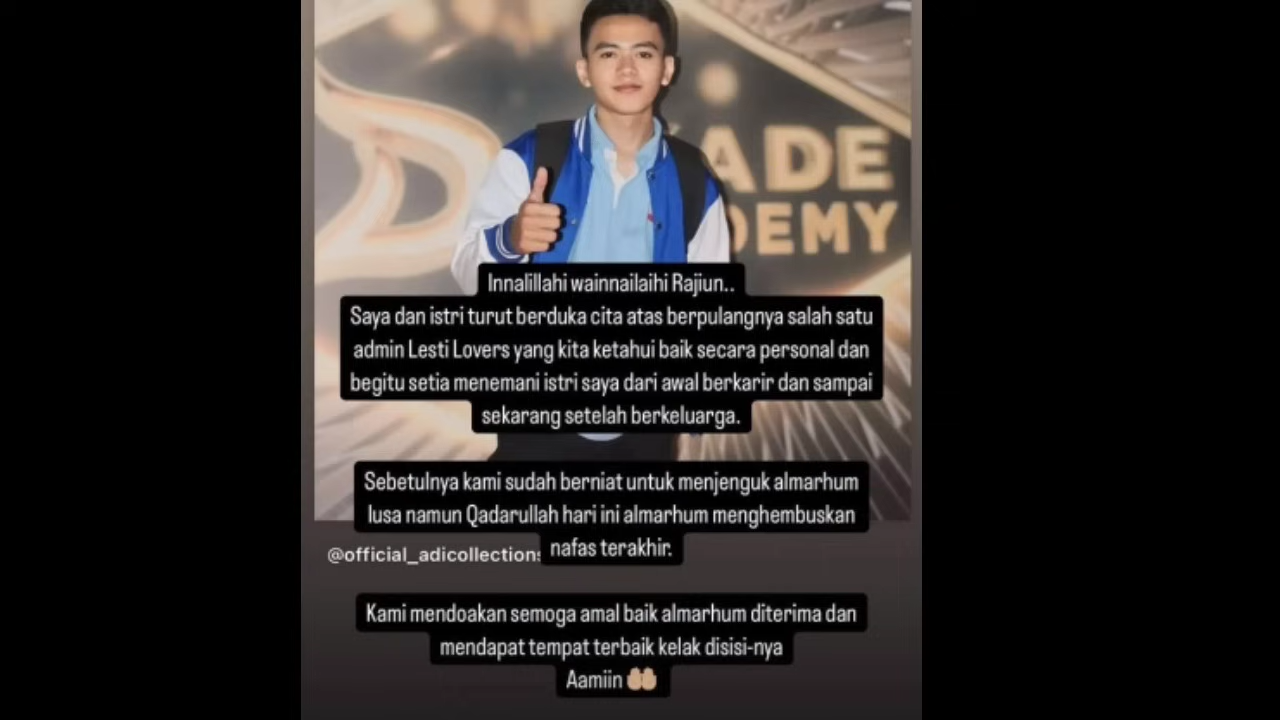 ADE
DEMY
Innalillahi wainnailaihi Rajiun..
Saya dan istri turut berduka cita atas berpulangnya salah satu
admin Lesti Lovers yang kita ketahui baik secara personal dan
begitu setia menemani istri saya dari awal berkarir dan sampai
sekarang setelah berkeluarga.
Sebetulnya kami sudah berniat untuk menjenguk almarhum
lusa namun Qadarullah hari ini almarhum menghembuskan
nafas terakhir.
@official_adicollections
Kami mendoakan semoga amal baik almarhum diterima dan
mendapat tempat terbaik kelak disisi-nya
Aamiin 🤲🏼